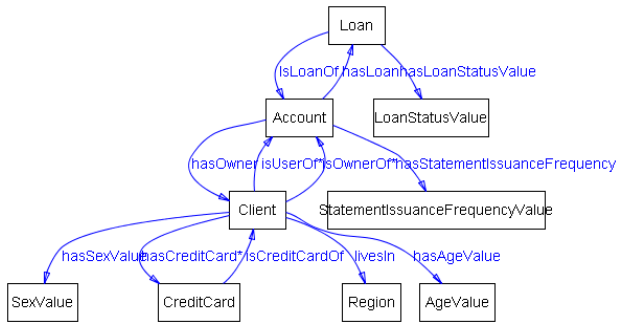 Loan
IsLoanOf hasLoan hasLoanStatusValue
Account LoanStatusValue
hasOwner isUserOf* isOwnerOf* hasStatementIssuanceFrequency
Client StatementIssuanceFrequencyValue
hasSexValue hasCreditCard* isCreditCardOf livesIn hasAgeValue
SexValue CreditCard Region AgeValue